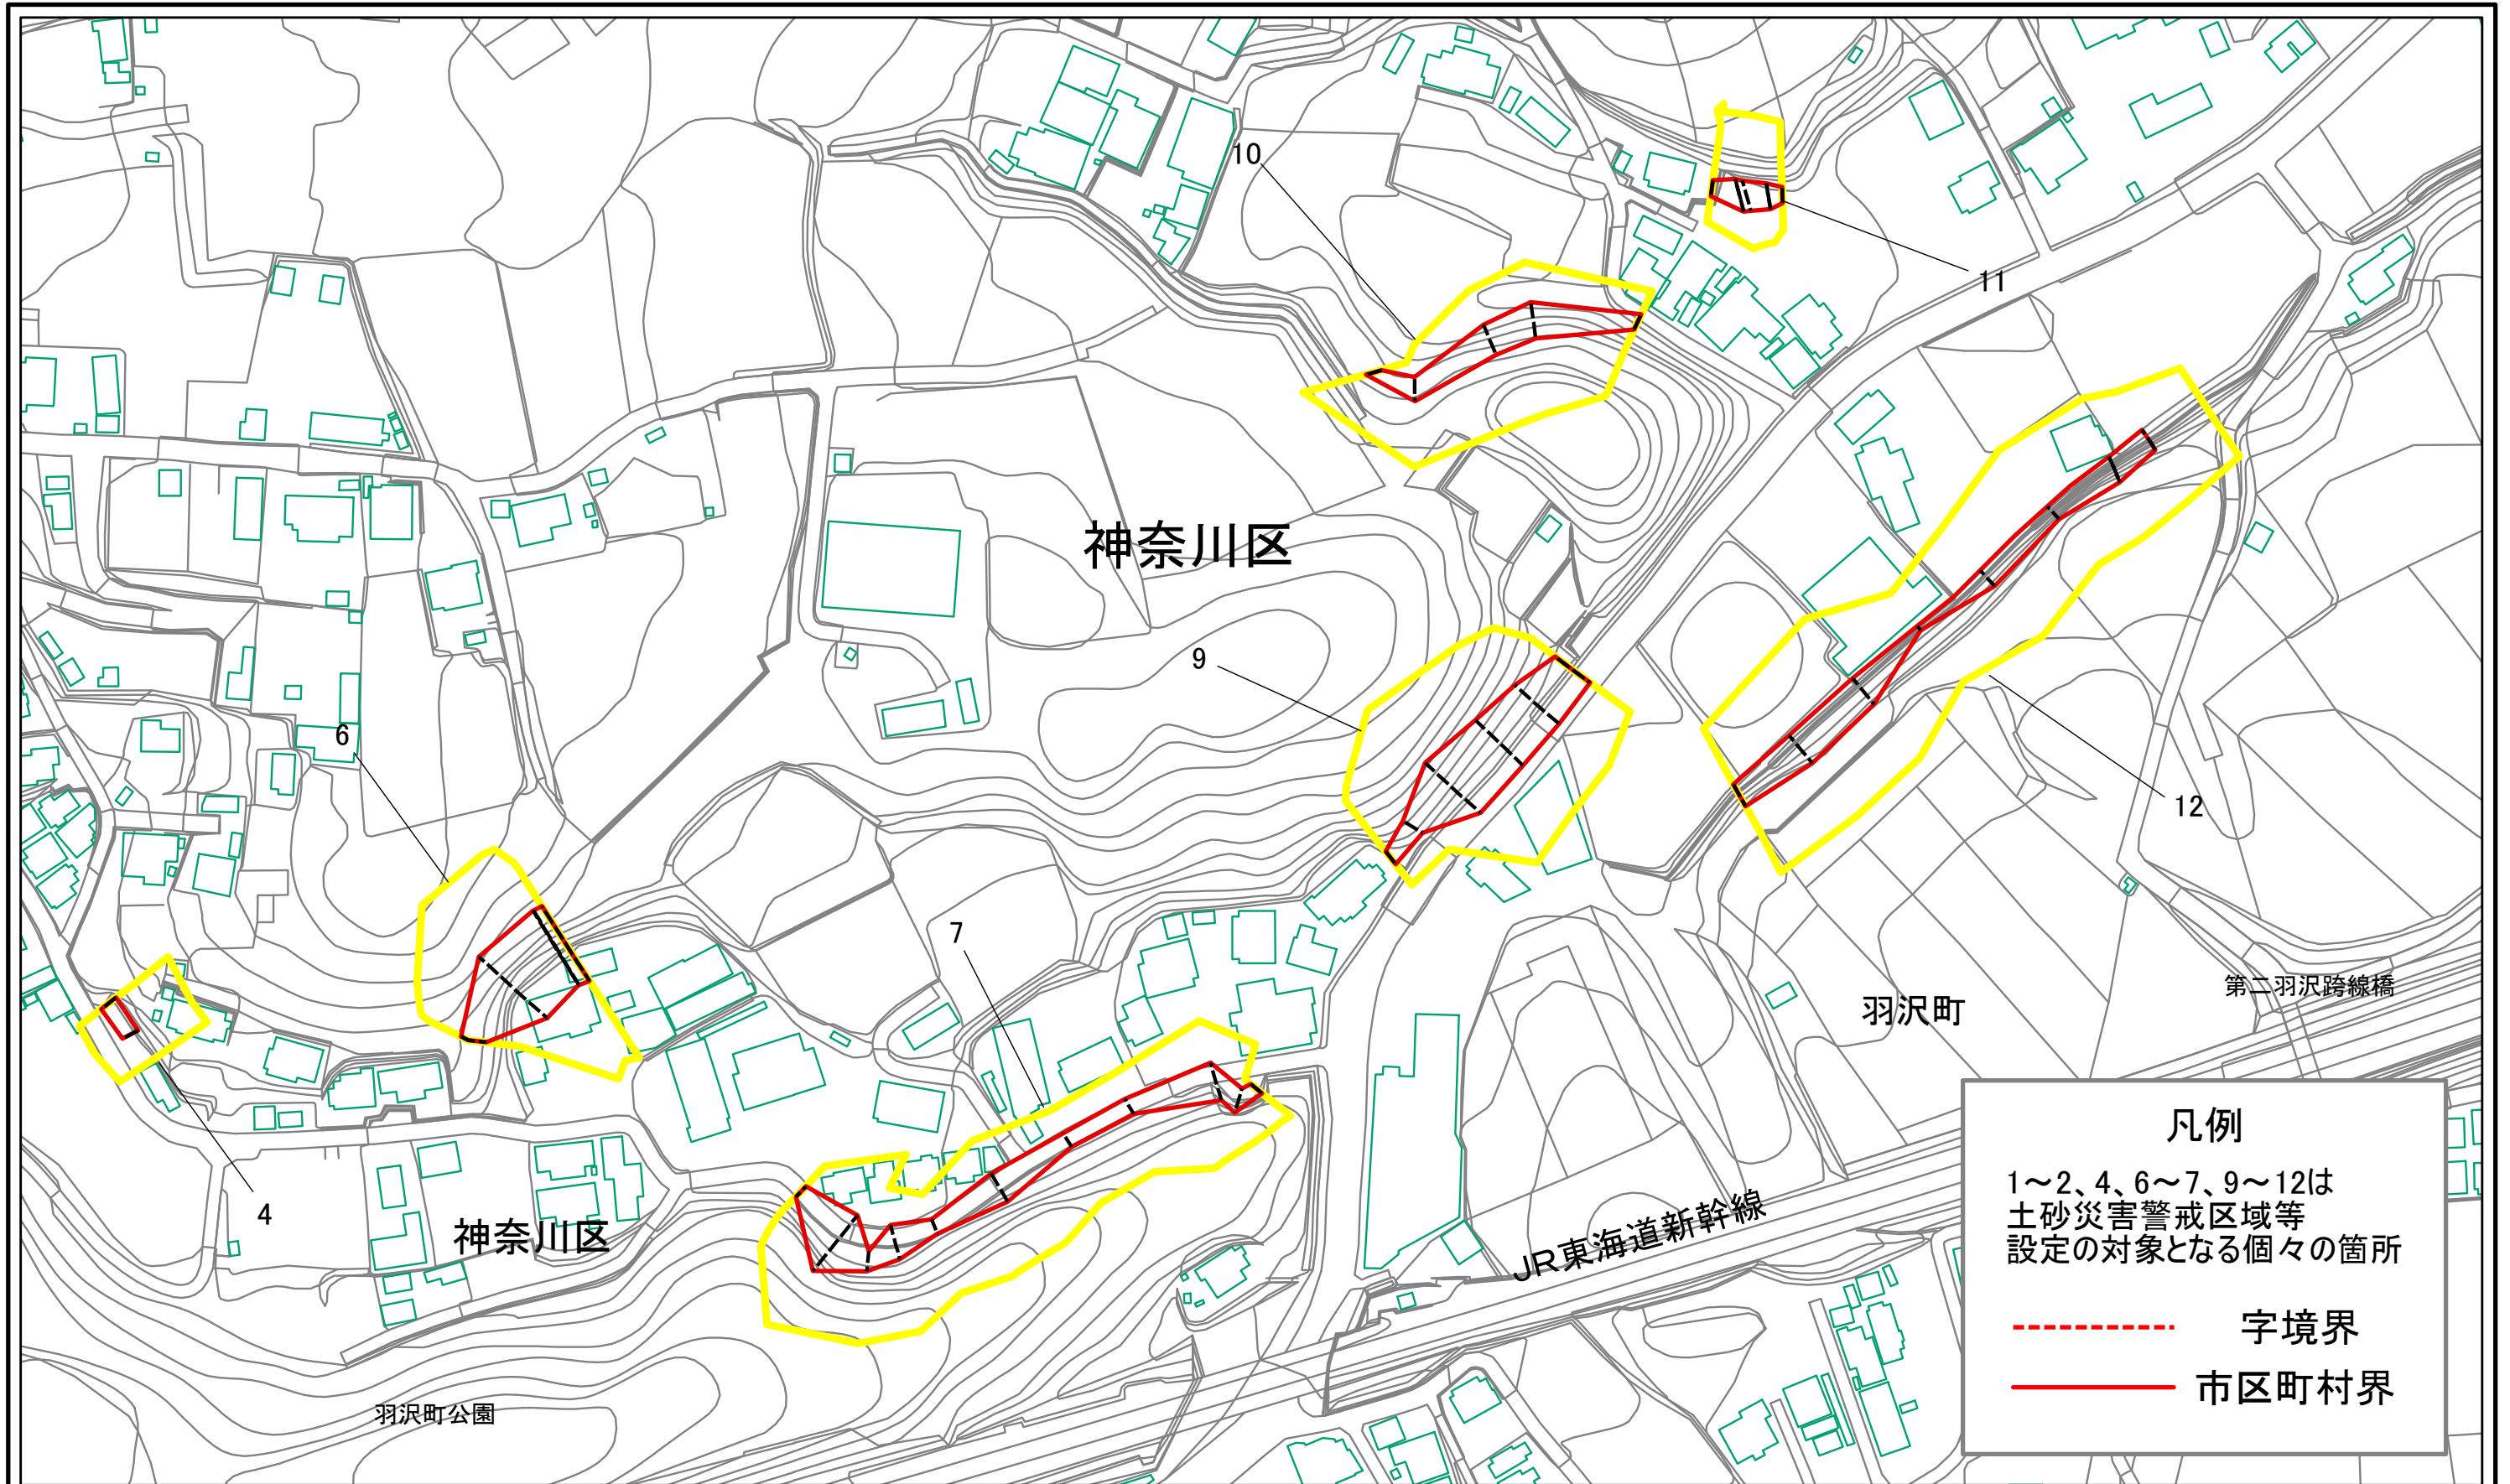 10
11
神奈川区
9
6
12
7
第二羽沢跨線橋
羽沢町
4
神奈川区
JR東海道新幹線
羽沢町公園
凡例
1～2、4、6～7、9～12は
土砂災害警戒区域等
設定の対象となる個々の箇所
字境界
市区町村界